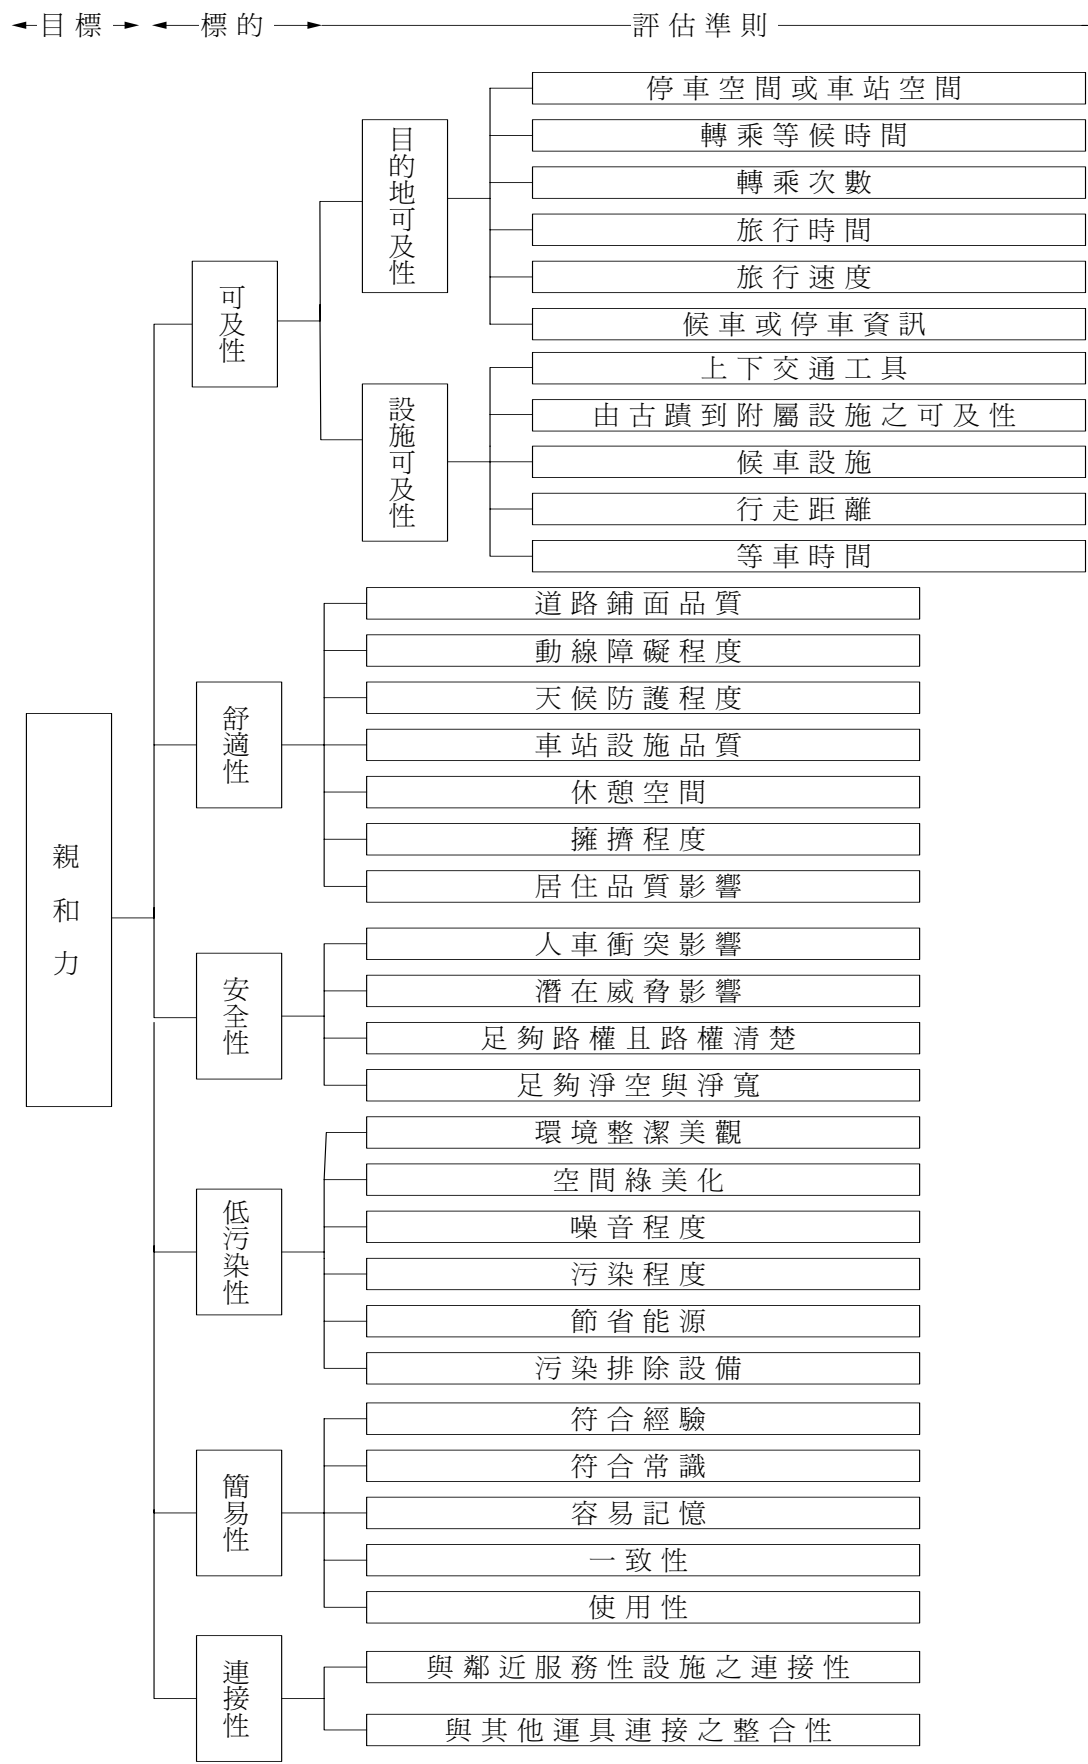 目標 標的 評估準則
親和力
可及性
目的地可及性
停車空間或車站空間
轉乘等候時間
轉乘次數
旅行時間
旅行速度
候車或停車資訊
設施可及性
上下交通工具
由古蹟到附屬設施之可及性
候車設施
行走距離
等車時間
舒適性
道路鋪面品質
動線障礙程度
天候防護程度
車站設施品質
休憩空間
擁擠程度
居住品質影響
安全性
人車衝突影響
潛在威脅影響
足夠路權且路權清楚
足夠淨空與淨寬
低污染性
環境整潔美觀
空間綠美化
噪音程度
污染程度
節省能源
污染排除設備
簡易性
符合經驗
符合常識
容易記憶
一致性
使用性
連接性
與鄰近服務性設施之連接性
與其他運具連接之整合性